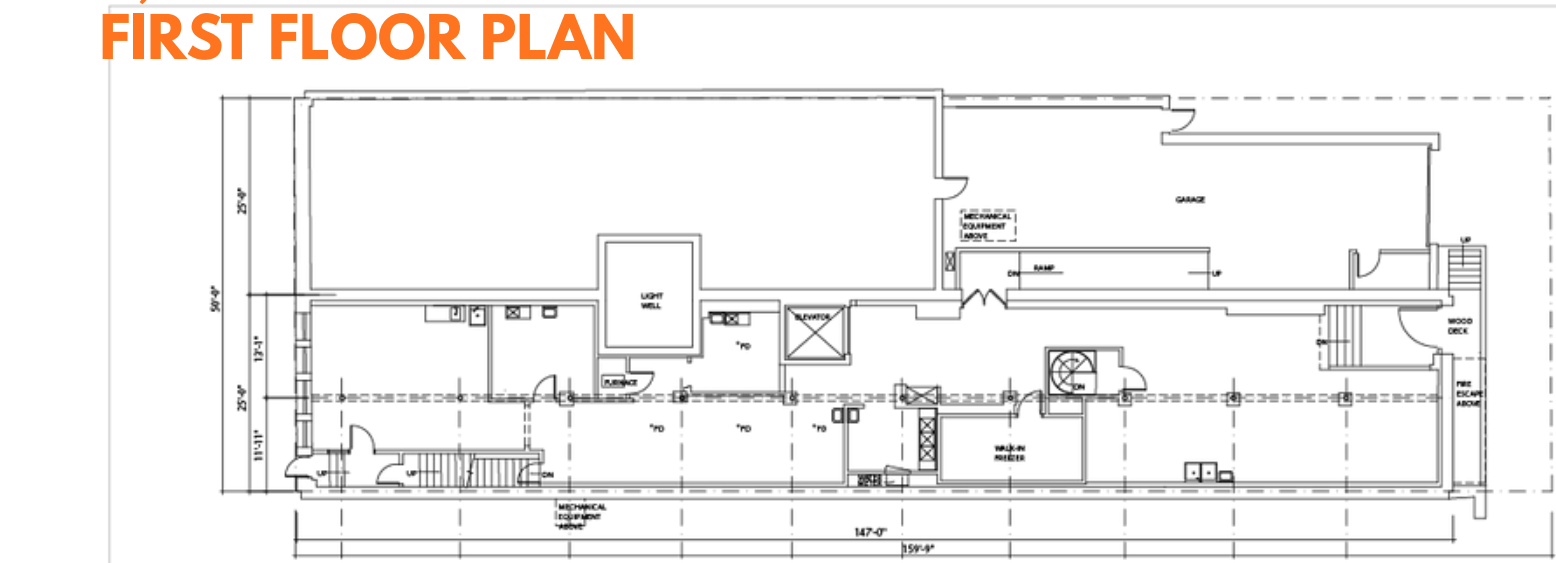 FIRST FLOOR PLAN
25'-0"
50'-0"
13'-1"
25'-0"
11'-11"
GARAGE
MECHANICAL
EQUIPMENT
ABOVE
DN
RAMP
UP
UP
LIGHT
WELL
ELEVATOR
FD
FURNACE
DN
DN
WOOD
DECK
FIRE
ESCAPE
ABOVE
FD
FD
FD
WALK-IN
FREEZER
UP
UP
DN
MECHANICAL
EQUIPMENT
ABOVE
147'-0"
159'-9"